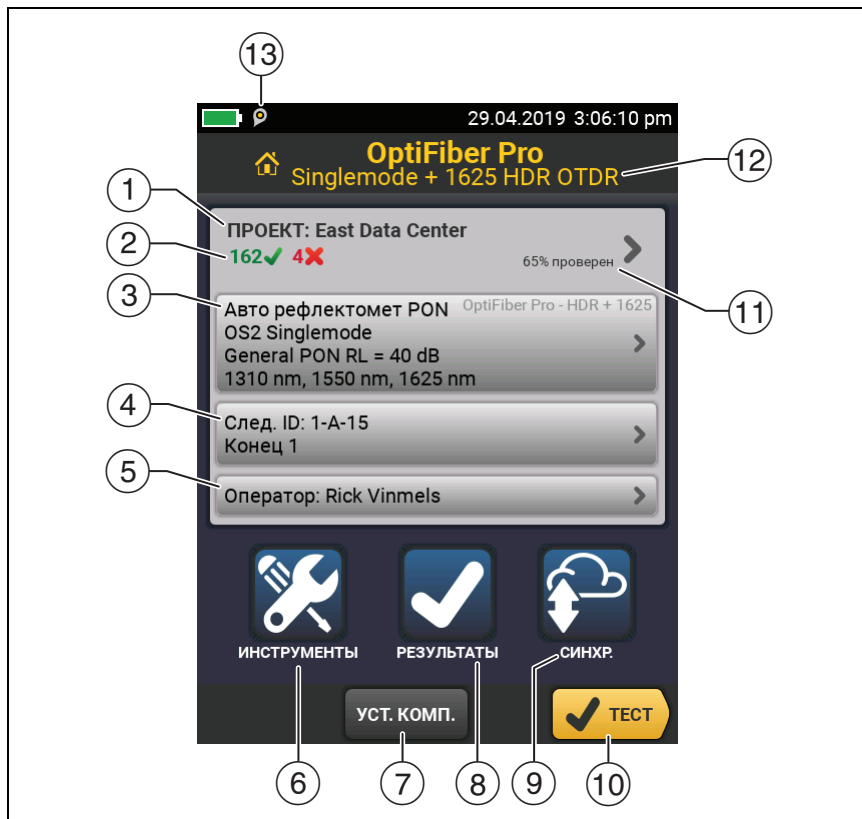 13
29.04.2019 3:06:10 pm
OptiFiber Pro
Singlemode + 1625 HDR OTDR
12
1
ПРОЕКТ: East Data Center
2
162 4
65% проверен
11
3
Авто рефлектомет PON
OptiFiber Pro - HDR + 1625
OS2 Singlemode
General PON RL = 40 dB
1310 nm, 1550 nm, 1625 nm
4
След. ID: 1-A-15
Конец 1
5
Оператор: Rick Vinmels
ИНСТРУМЕНТЫ
РЕЗУЛЬТАТЫ
СИНХР.
УСТ. КОМП.
ТЕСТ
6
7
8
9
10